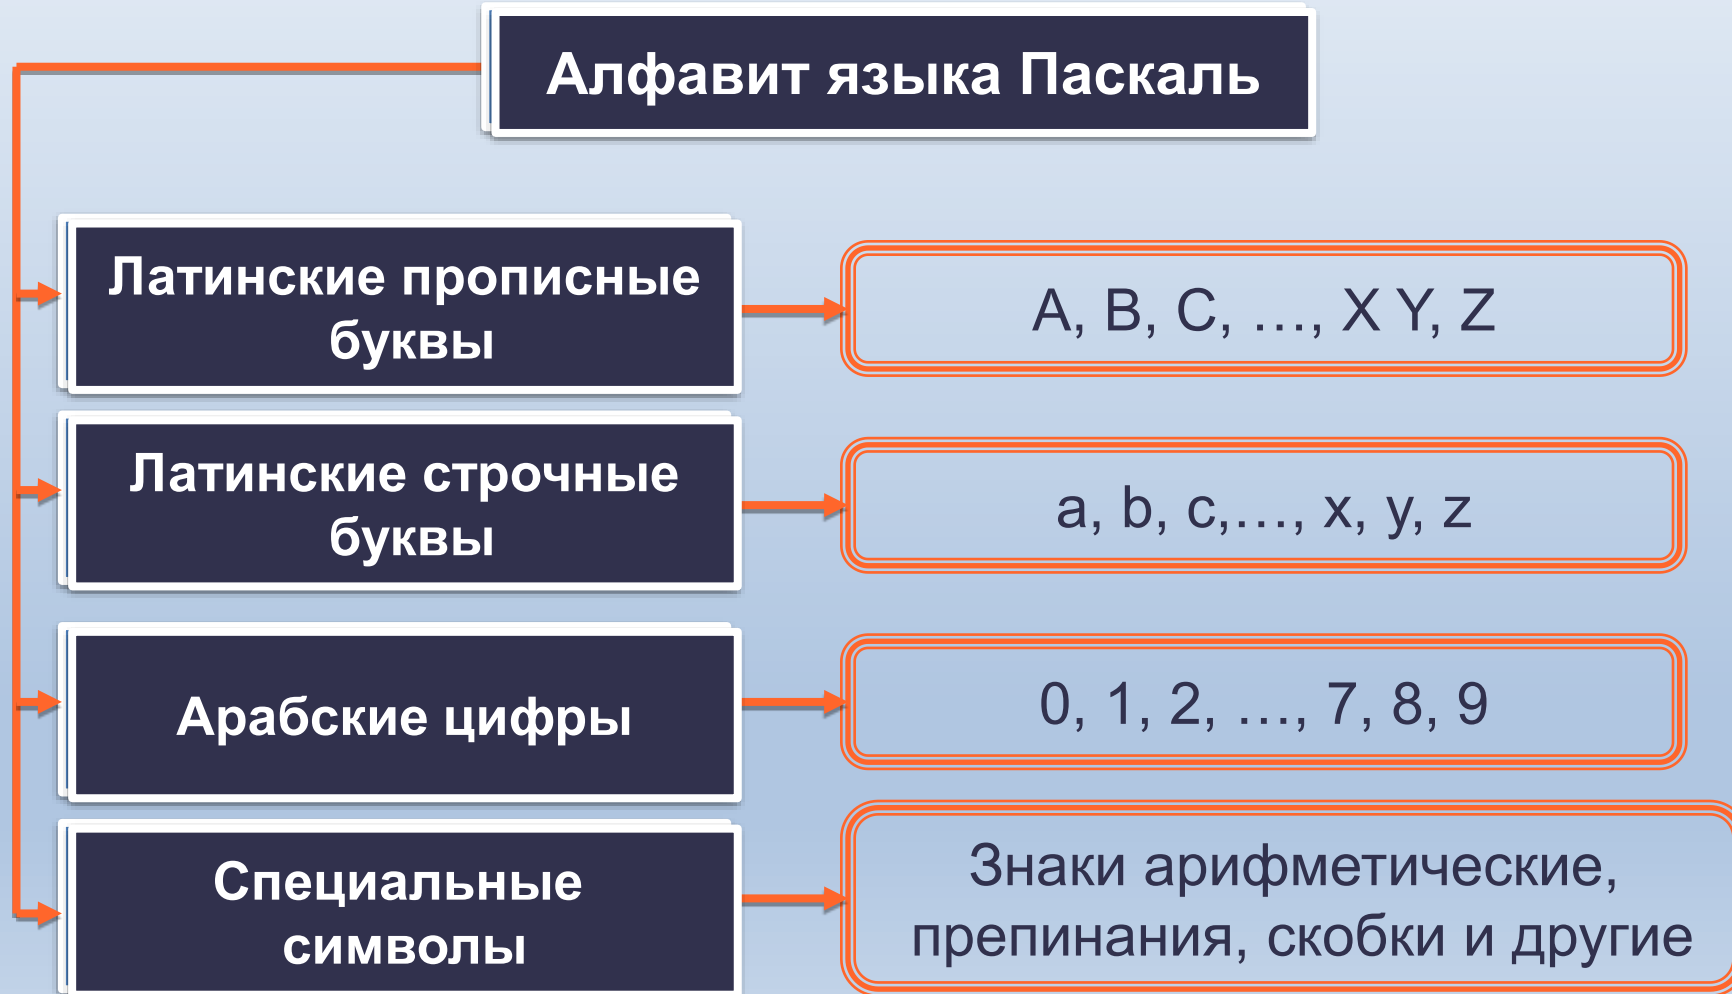 Алфавит языка Паскаль
Латинские прописные
буквы
A, B, C, …, X Y, Z
Латинские строчные
буквы
a, b, c,…, x, y, z
Арабские цифры
0, 1, 2, …, 7, 8, 9
Специальные
символы
Знаки арифметические,
препинания, скобки и другие